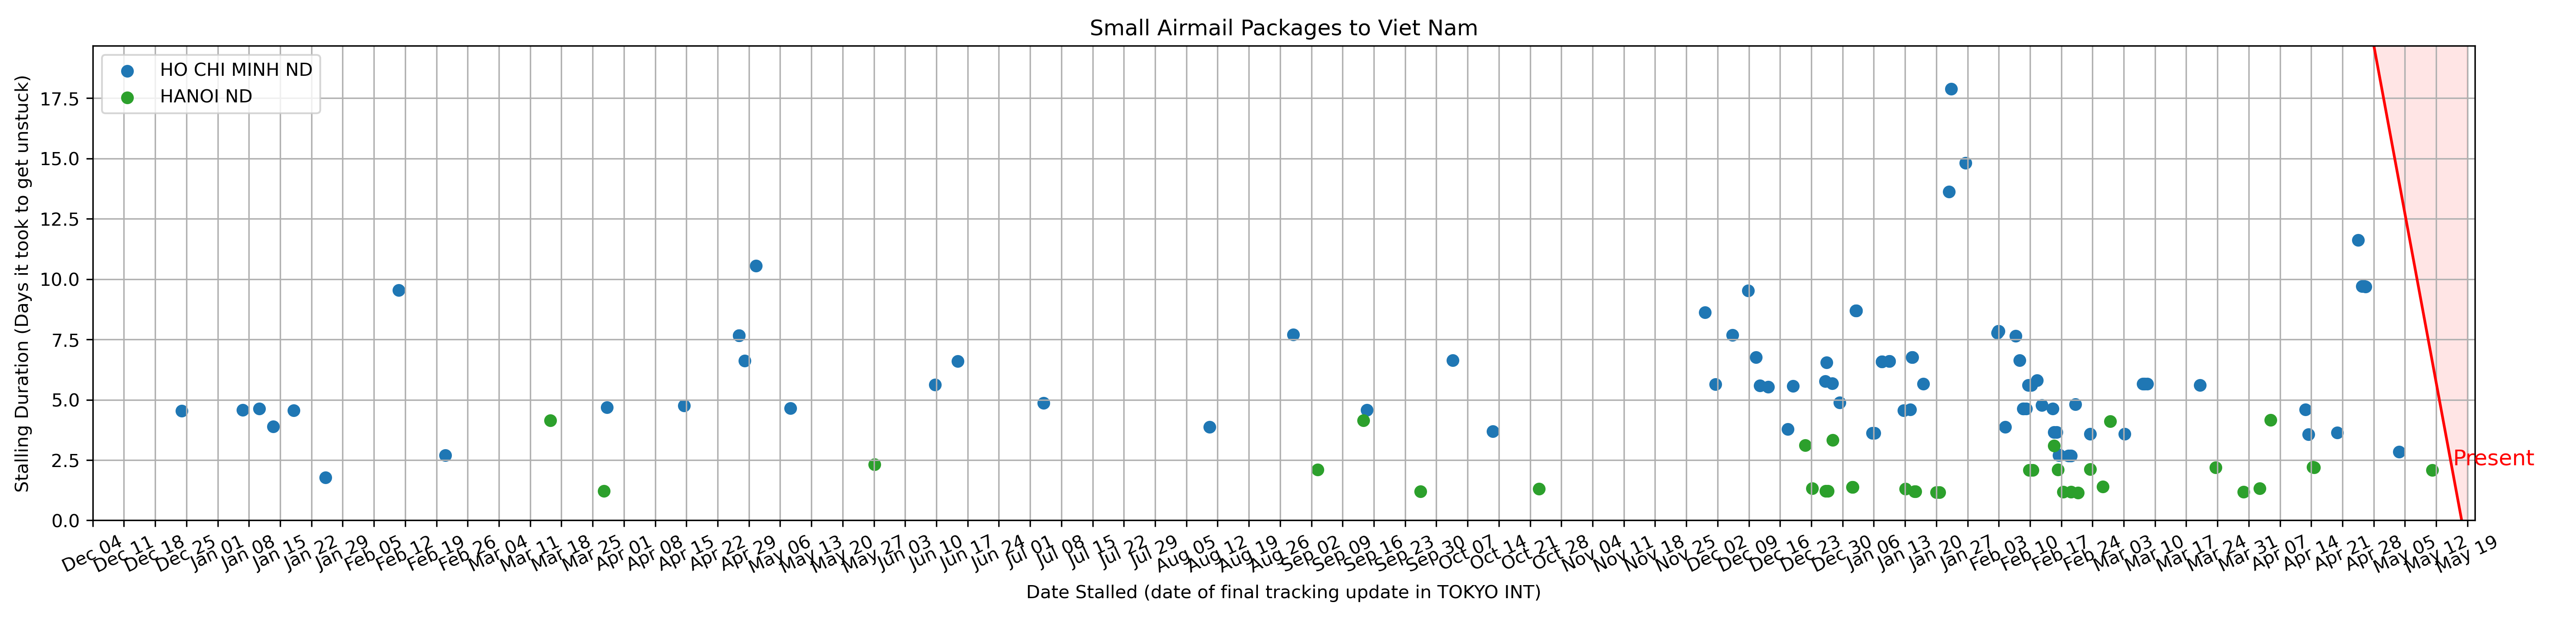 Small Airmail Packages to Viet Nam
HO CHI MINH ND
HANOI ND
Stalling Duration (Days it took to get unstuck)
17.5
15.0
12.5
10.0
7.5
5.0
2.5
0.0
Present
Dec 04
Dec 11
Dec 18
Dec 25
Jan 01
Jan 08
Jan 15
Jan 22
Jan 29
Feb 05
Feb 12
Feb 19
Feb 26
Mar 04
Mar 11
Mar 18
Mar 25
Apr 01
Apr 08
Apr 15
Apr 22
Apr 29
May 06
May 13
May 20
May 27
Jun 03
Jun 10
Jun 17
Jun 24
Jul 01
Jul 08
Jul 15
Jul 22
Jul 29
Aug 05
Aug 12
Aug 19
Aug 26
Sep 02
Sep 09
Sep 16
Sep 23
Sep 30
Oct 07
Oct 14
Oct 21
Oct 28
Nov 04
Nov 11
Nov 18
Nov 25
Dec 02
Dec 09
Dec 16
Dec 23
Dec 30
Jan 06
Jan 13
Jan 20
Jan 27
Feb 03
Feb 10
Feb 17
Feb 24
Mar 03
Mar 10
Mar 17
Mar 24
Mar 31
Apr 07
Apr 14
Apr 21
Apr 28
May 05
May 12
May 19
Date Stalled (date of final tracking update in TOKYO INT)